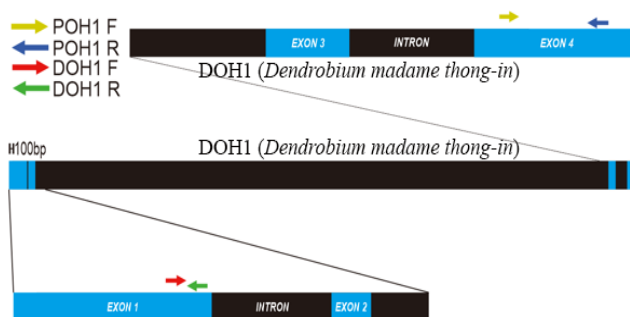 POH1 F
POH1 R
DOH1 F
DOH1 R
EXON 3
INTRON
EXON 4
DOH1 (Dendrobium madame thong-in)
H100bp
DOH1 (Dendrobium madame thong-in)
EXON 1
INTRON
EXON 2